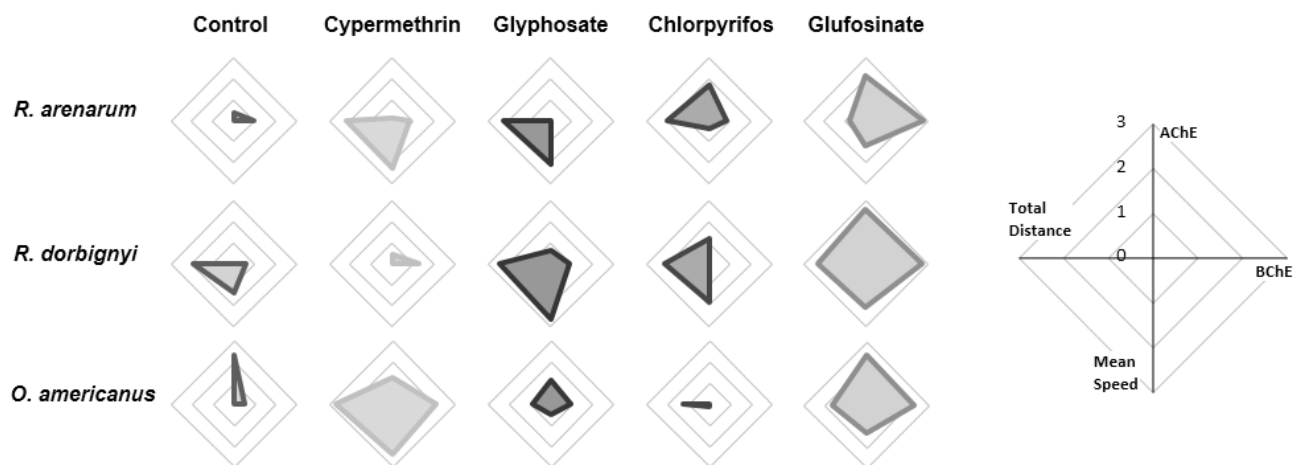 Control Cypermethrin Glyphosate Chlorpyrifos Glufosinate
R. arenarum
R. dorbignyi
O. americanus
3
AChE
2
Total
Distance
1
0
BChE
Mean
Speed